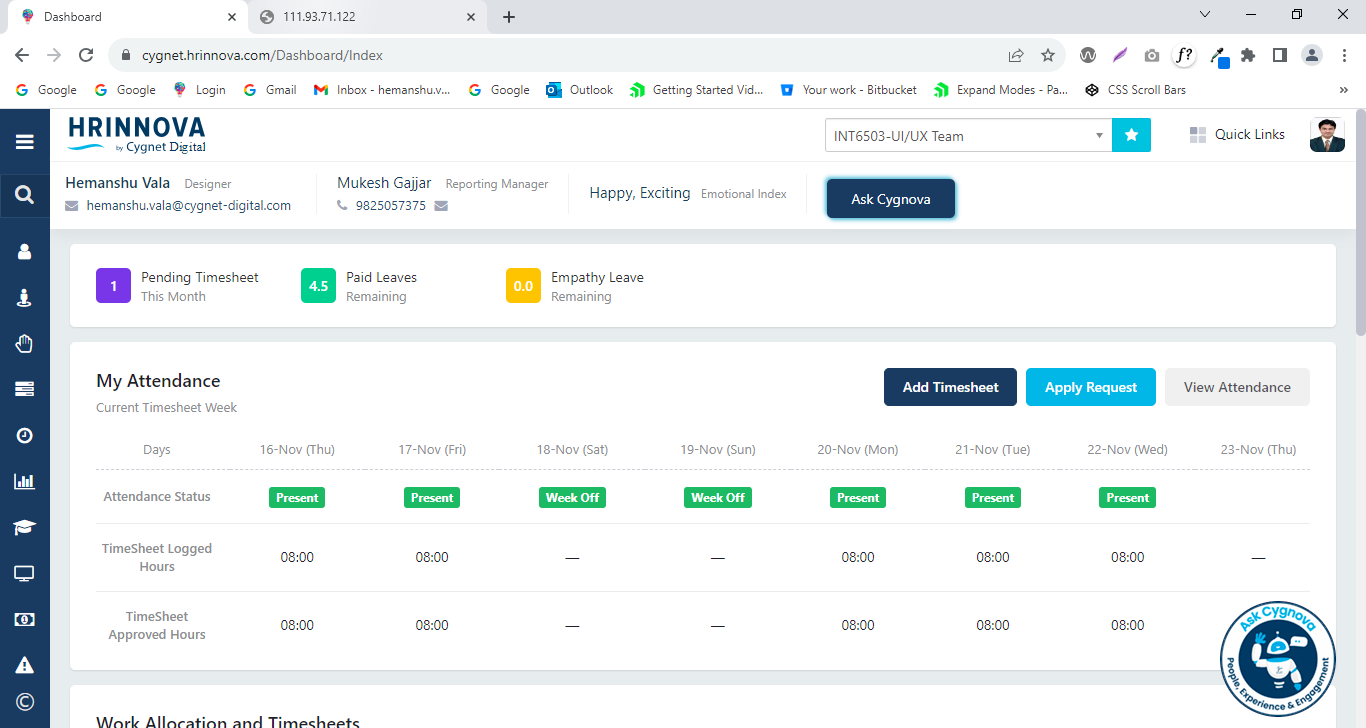 Dashboard
111.93.71.122
cygnet.hrinnova.com/Dashboard/Index
f?
Google
Google
Login
Gmail
Inbox - hemanshu.v...
Google
Outlook
Getting Started Vid...
Your work - Bitbucket
Expand Modes - Pa...
CSS Scroll Bars
»
HRINNOVA
by Cygnet Digital
INT6503-UI/UX Team
Quick Links
Hemanshu Vala Designer
hemanshu.vala@cygnet-digital.com
Mukesh Gajjar Reporting Manager
9825057375
Happy, Exciting Emotional Index
Ask Cygnova
1
Pending Timesheet
This Month
4.5
Paid Leaves
Remaining
0.0
Empathy Leave
Remaining
My Attendance
Current Timesheet Week
Add Timesheet
Apply Request
View Attendance
Days 16-Nov (Thu) 17-Nov (Fri) 18-Nov (Sat) 19-Nov (Sun) 20-Nov (Mon) 21-Nov (Tue) 22-Nov (Wed) 23-Nov (Thu)
Attendance Status Present Present Week Off Week Off Present Present Present
TimeSheet Logged
Hours
08:00 08:00 — — 08:00 08:00 08:00 —
TimeSheet
Approved Hours
08:00 08:00 — — 08:00 08:00 08:00
Ask Cygnova
People, Experience & Engagement
Work Allocation and Timesheets